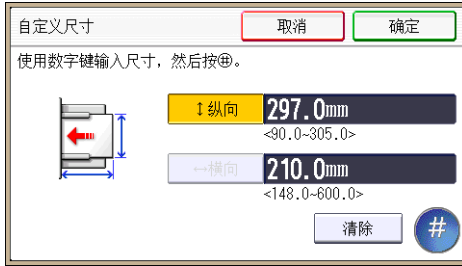 自定义尺寸 取消 确定
使用数字键输入尺寸，然后按⊕。
↕纵向 297.0mm
<90.0~305.0>
↔横向 210.0mm
<148.0~600.0>
清除 #